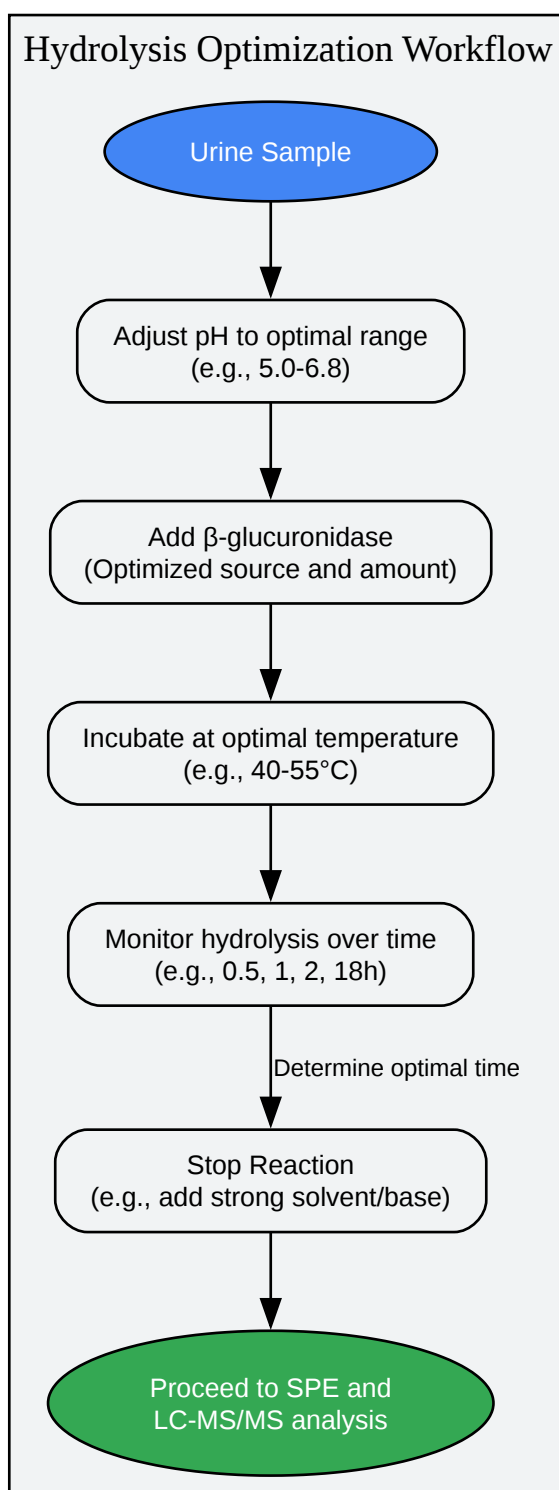 Hydrolysis Optimization Workflow
Urine Sample
Adjust pH to optimal range
(e.g., 5.0-6.8)
Add β-glucuronidase
(Optimized source and amount)
Incubate at optimal temperature
(e.g., 40-55°C)
Monitor hydrolysis over time
(e.g., 0.5, 1, 2, 18h)
Determine optimal time
Stop Reaction
(e.g., add strong solvent/base)
Proceed to SPE and
LC-MS/MS analysis